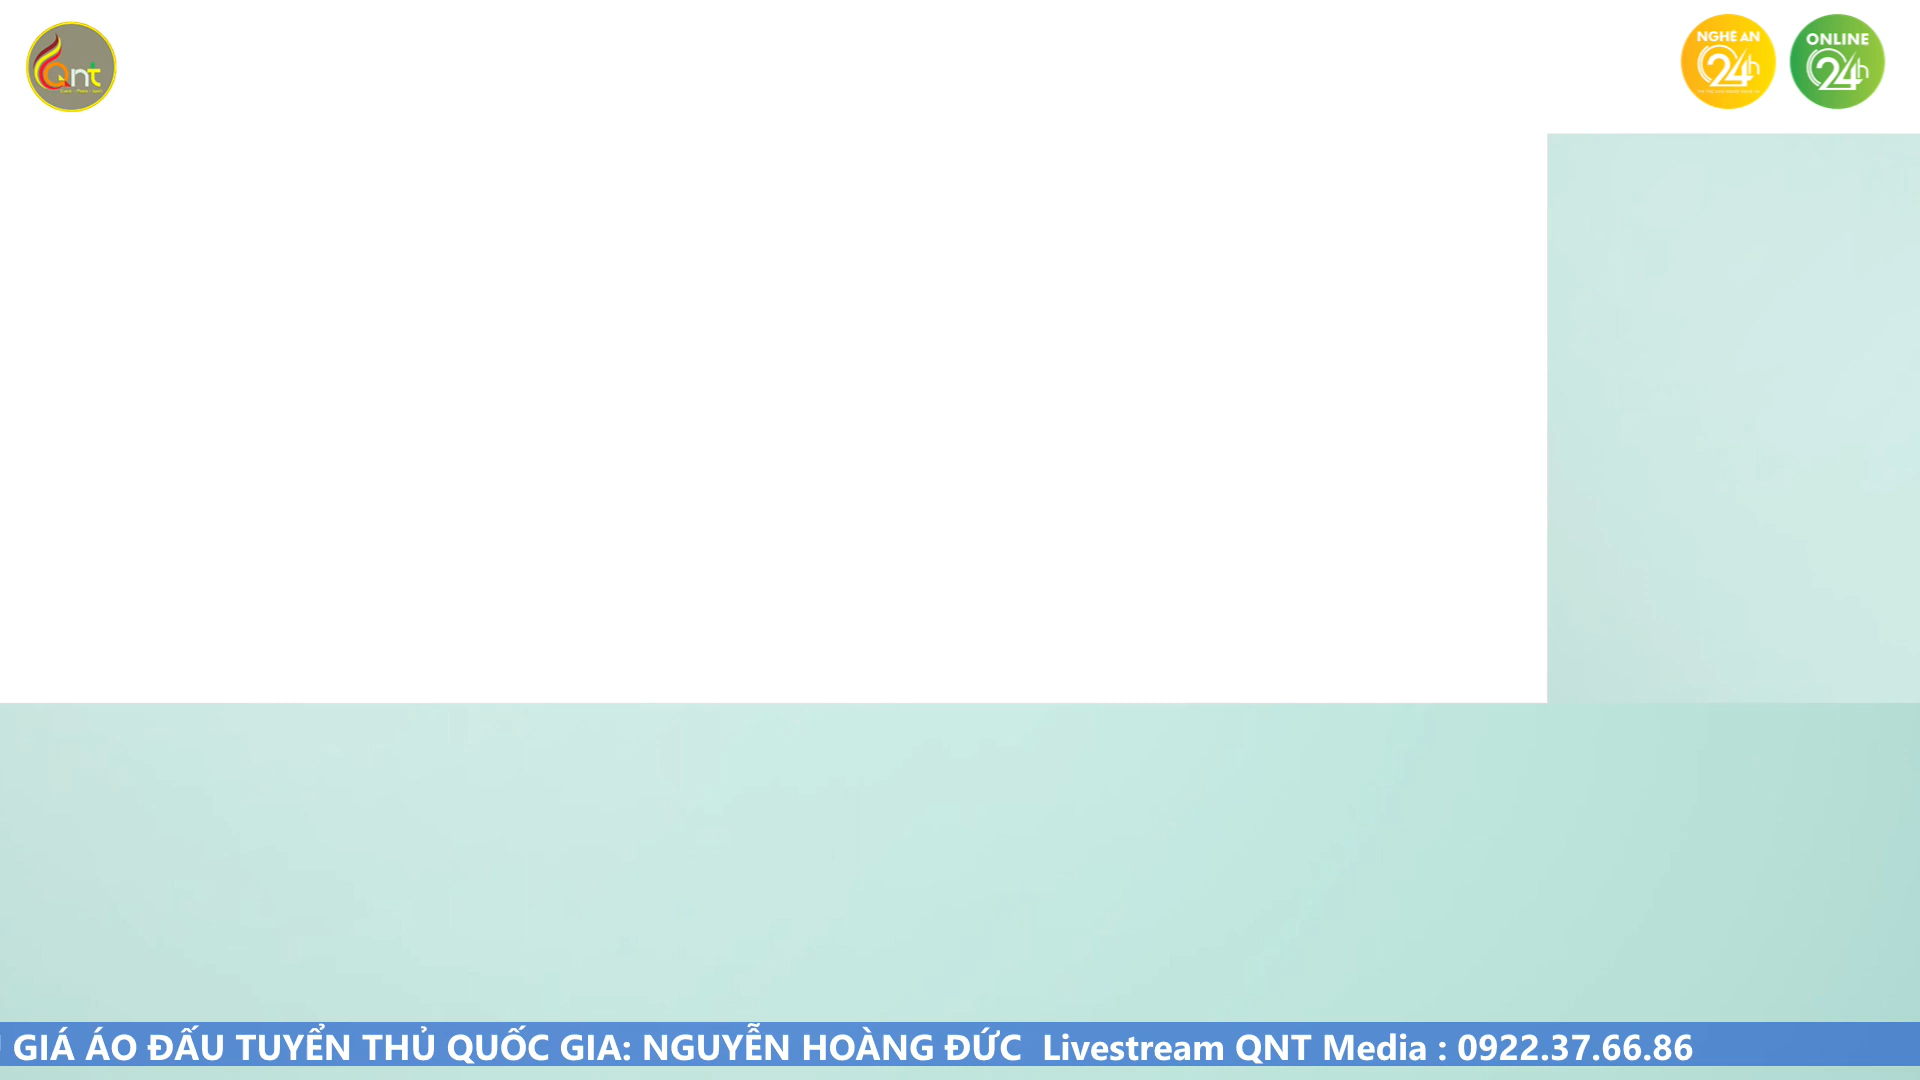 Qnt
NGHỆ AN
24h
ONLINE
24h
GIÁ ÁO ĐẤU TUYỂN THỦ QUỐC GIA: NGUYỄN HOÀNG ĐỨC Livestream QNT Media : 0922.37.66.86